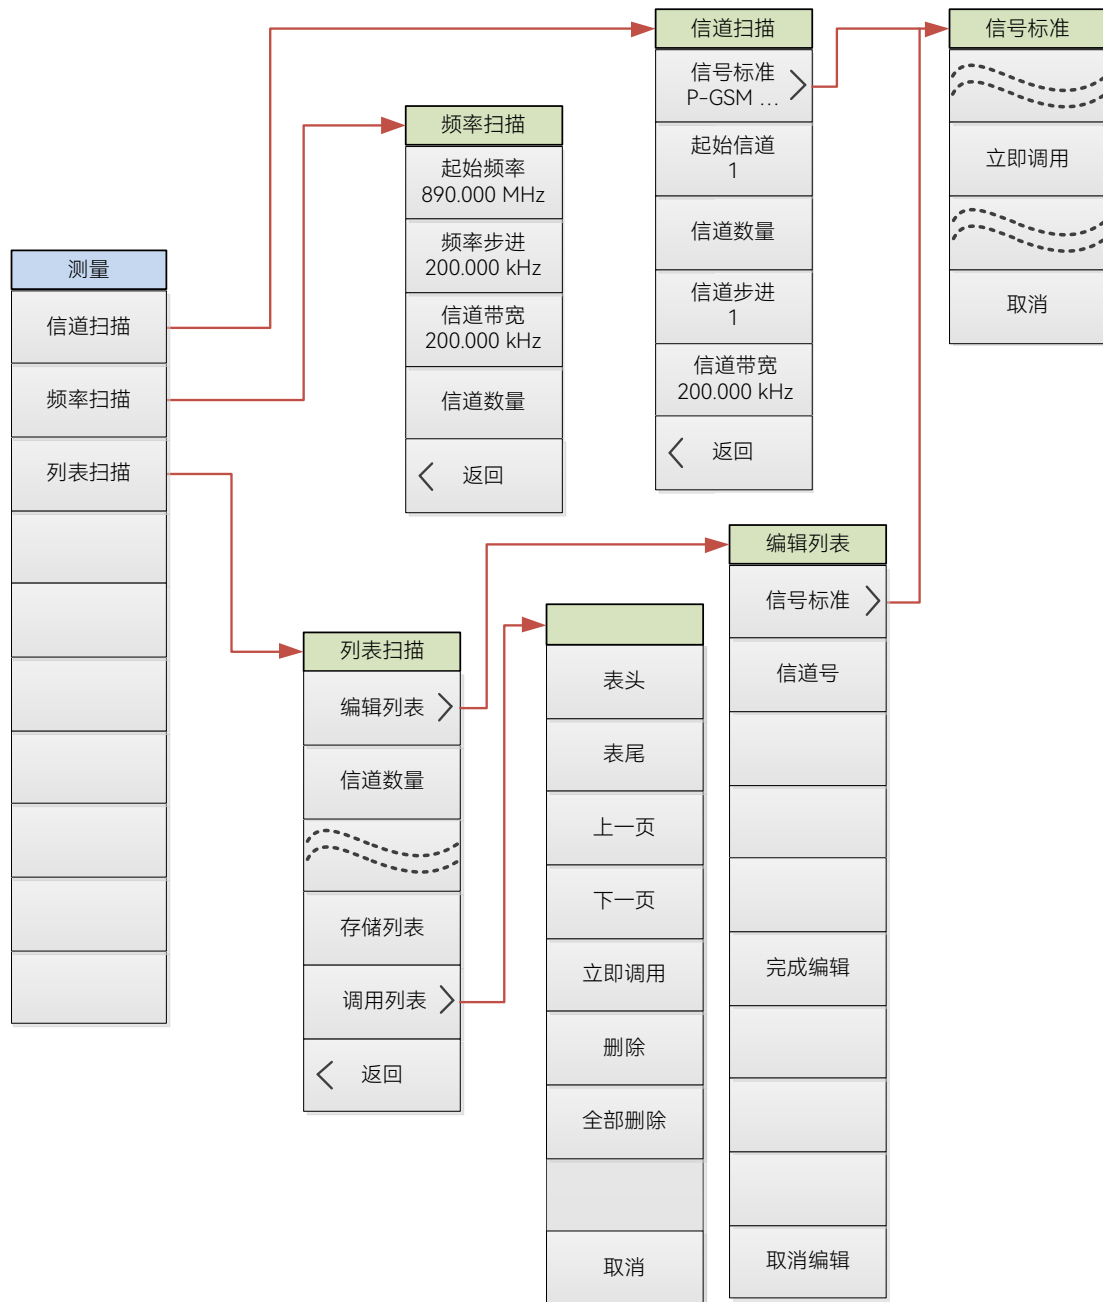 测量
信道扫描
频率扫描
列表扫描
频率扫描
起始频率
890.000 MHz
频率步进
200.000 kHz
信道带宽
200.000 kHz
信道数量
返回
信道扫描
信号标准
P-GSM ...
起始信道
1
信道数量
信道步进
1
信道带宽
200.000 kHz
返回
信号标准
立即调用
取消
列表扫描
编辑列表
信道数量
存储列表
调用列表
返回
表头
表尾
上一页
下一页
立即调用
删除
全部删除
取消
编辑列表
信号标准
信道号
完成编辑
取消编辑